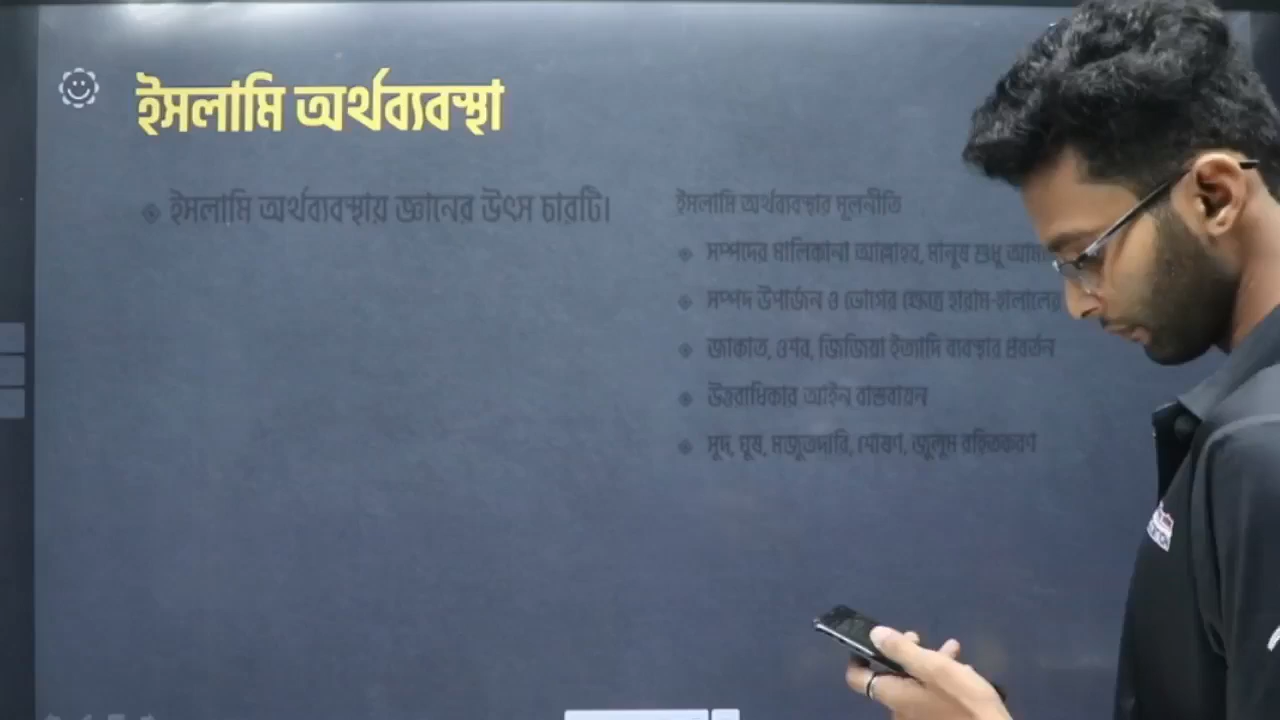 ইসলামি অর্থব্যবস্থা
ইসলামি অর্থব্যবস্থায় জ্ঞানের উৎস চারটি।
ইসলামি অর্থব্যবস্থার মূলনীতি
সম্পদের মালিকানা আল্লাহর, মানুষ শুধু
সম্পদ উপার্জন ও ভোগের ক্ষেত্রে হারাম-হালালের
জাকাত, ওশর, জিজিয়া ইত্যাদি ব্যবস্থার প্রবর্তন
উত্তরাধিকার আইন বাস্তবায়ন
সুদ, ঘুষ, মজুতদারি, শোষণ, জুলুম রহিতকরণ